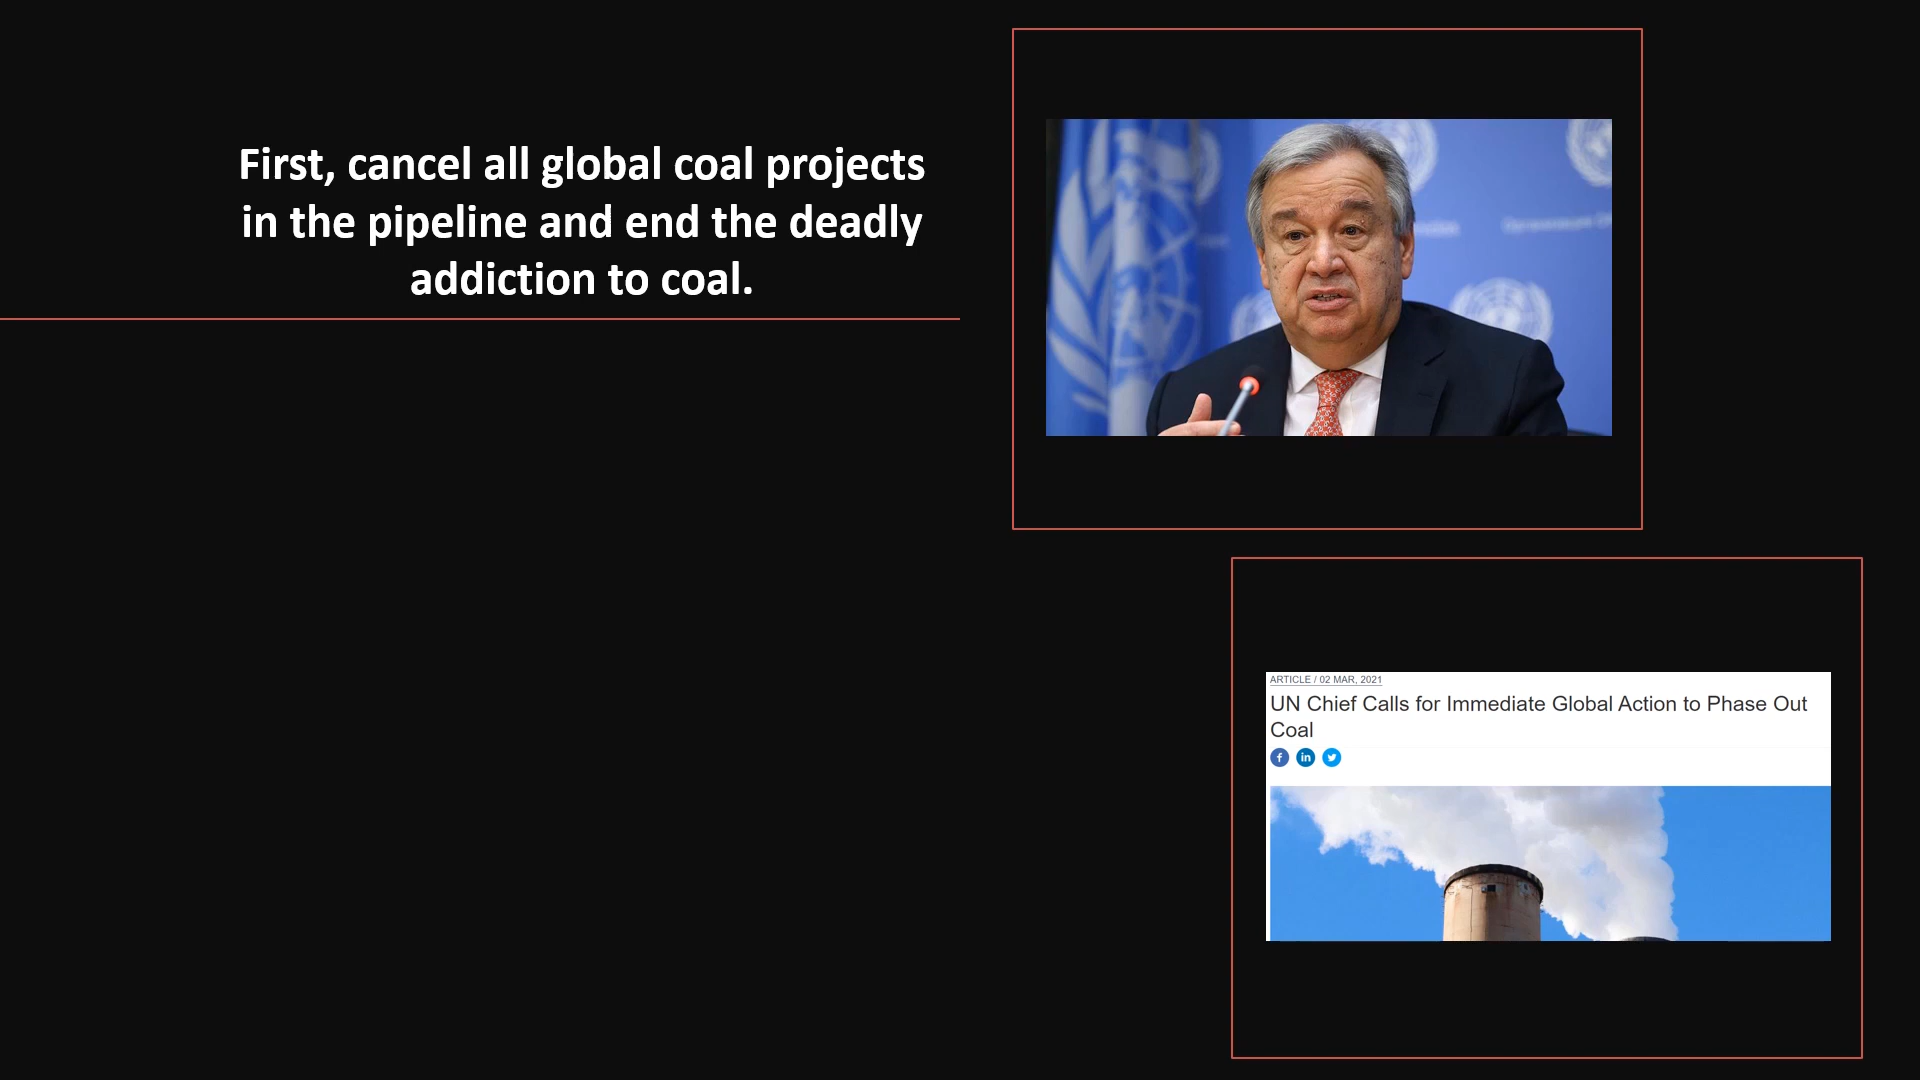 First, cancel all global coal projects
in the pipeline and end the deadly
addiction to coal.
ARTICLE / 02 MAR, 2021
UN Chief Calls for Immediate Global Action to Phase Out
Coal